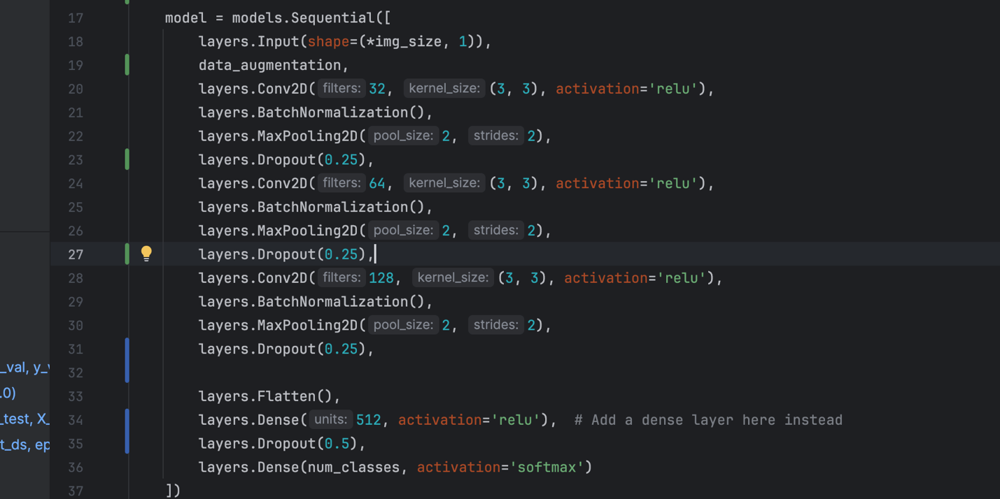 17 model = models.Sequential([
18 layers.Input(shape=(*img_size, 1)),
19 data_augmentation,
20 layers.Conv2D( filters: 32, kernel_size: (3, 3), activation='relu'),
21 layers.BatchNormalization(),
22 layers.MaxPooling2D( pool_size: 2, strides: 2),
23 layers.Dropout(0.25),
24 layers.Conv2D( filters: 64, kernel_size: (3, 3), activation='relu'),
25 layers.BatchNormalization(),
26 layers.MaxPooling2D( pool_size: 2, strides: 2),
27 layers.Dropout(0.25),
28 layers.Conv2D( filters: 128, kernel_size: (3, 3), activation='relu'),
29 layers.BatchNormalization(),
30 layers.MaxPooling2D( pool_size: 2, strides: 2),
31 layers.Dropout(0.25),
32
33 layers.Flatten(),
34 layers.Dense( units: 512, activation='relu'), # Add a dense layer here instead
35 layers.Dropout(0.5),
36 layers.Dense(num_classes, activation='softmax')
37 ])
_val, y_
.0)
_test, X_
t_ds, ep